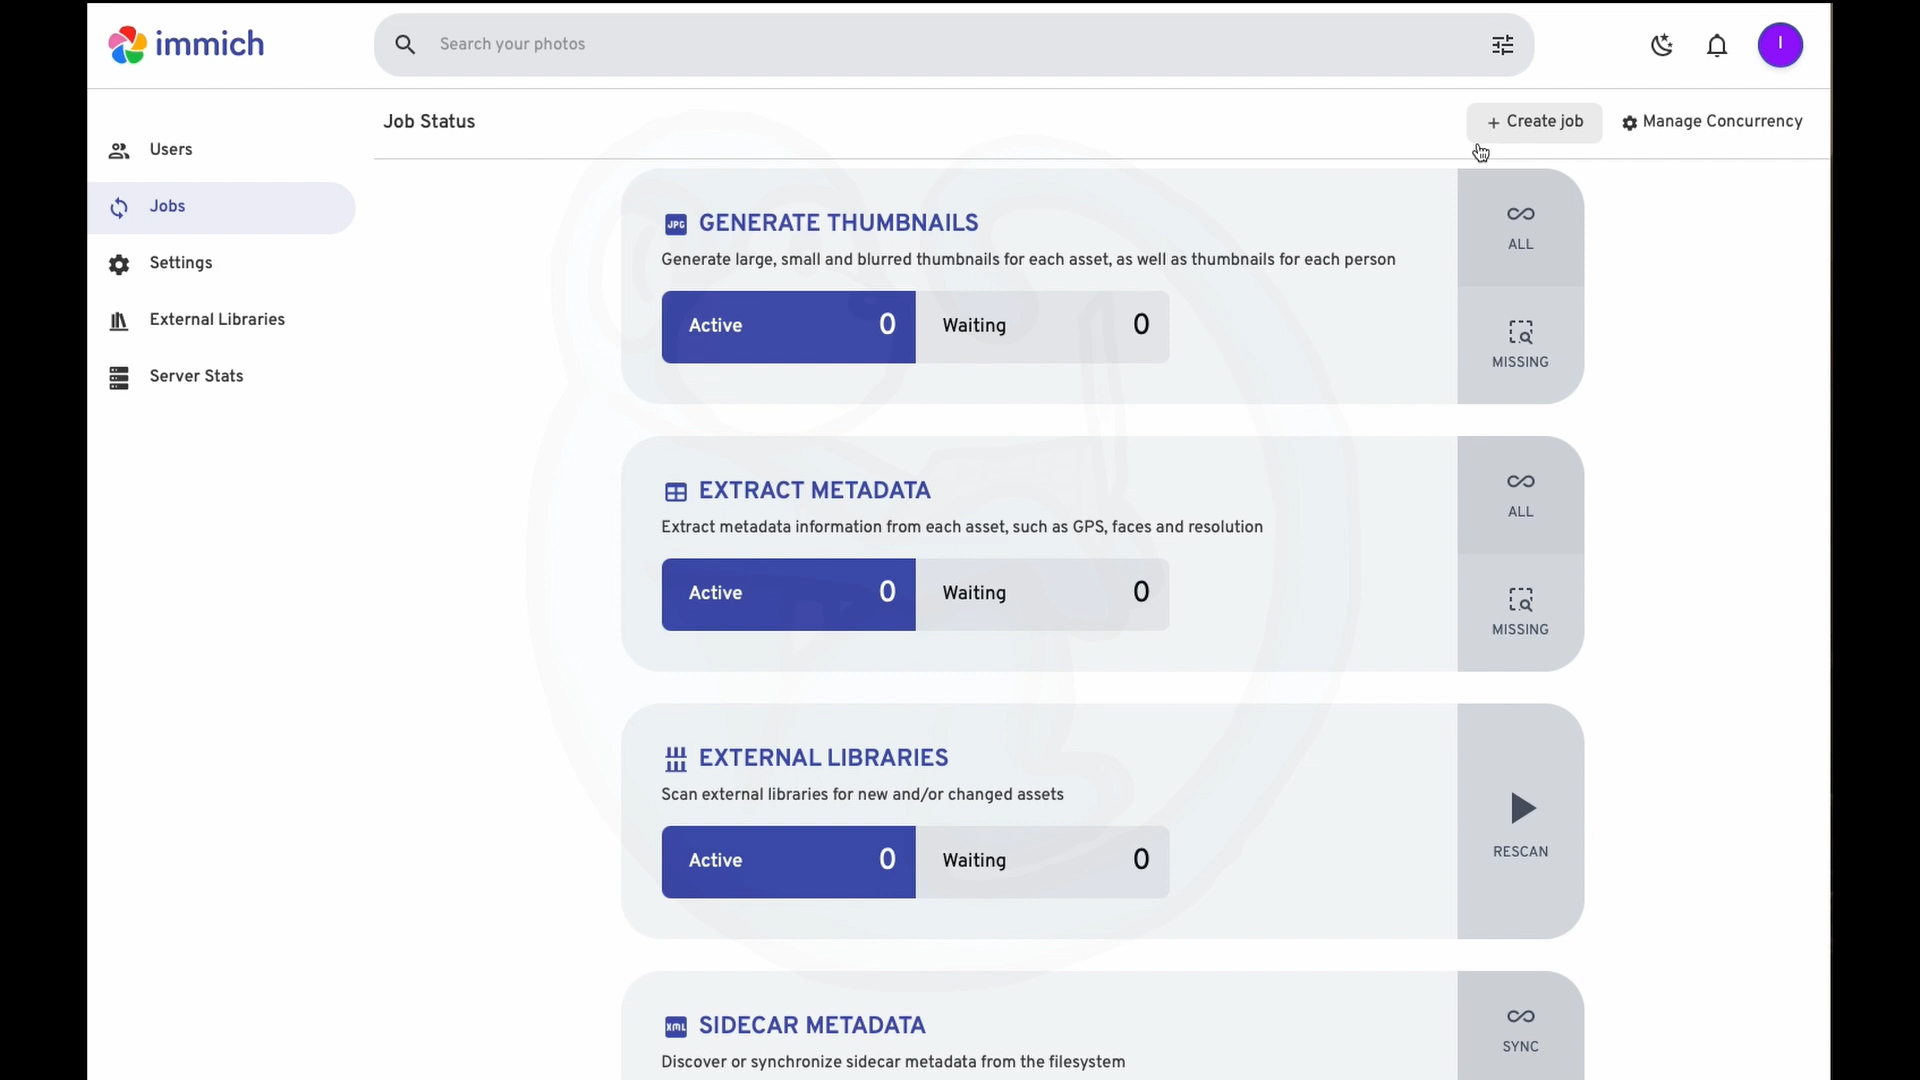 immich
Search your photos
I
Job Status
+ Create job
Manage Concurrency
Users
Jobs
Settings
External Libraries
Server Stats
JPG GENERATE THUMBNAILS
Generate large, small and blurred thumbnails for each asset, as well as thumbnails for each person
Active 0 Waiting 0
ALL
MISSING
EXTRACT METADATA
Extract metadata information from each asset, such as GPS, faces and resolution
Active 0 Waiting 0
ALL
MISSING
EXTERNAL LIBRARIES
Scan external libraries for new and/or changed assets
Active 0 Waiting 0
RESCAN
XML SIDECAR METADATA
Discover or synchronize sidecar metadata from the filesystem
SYNC